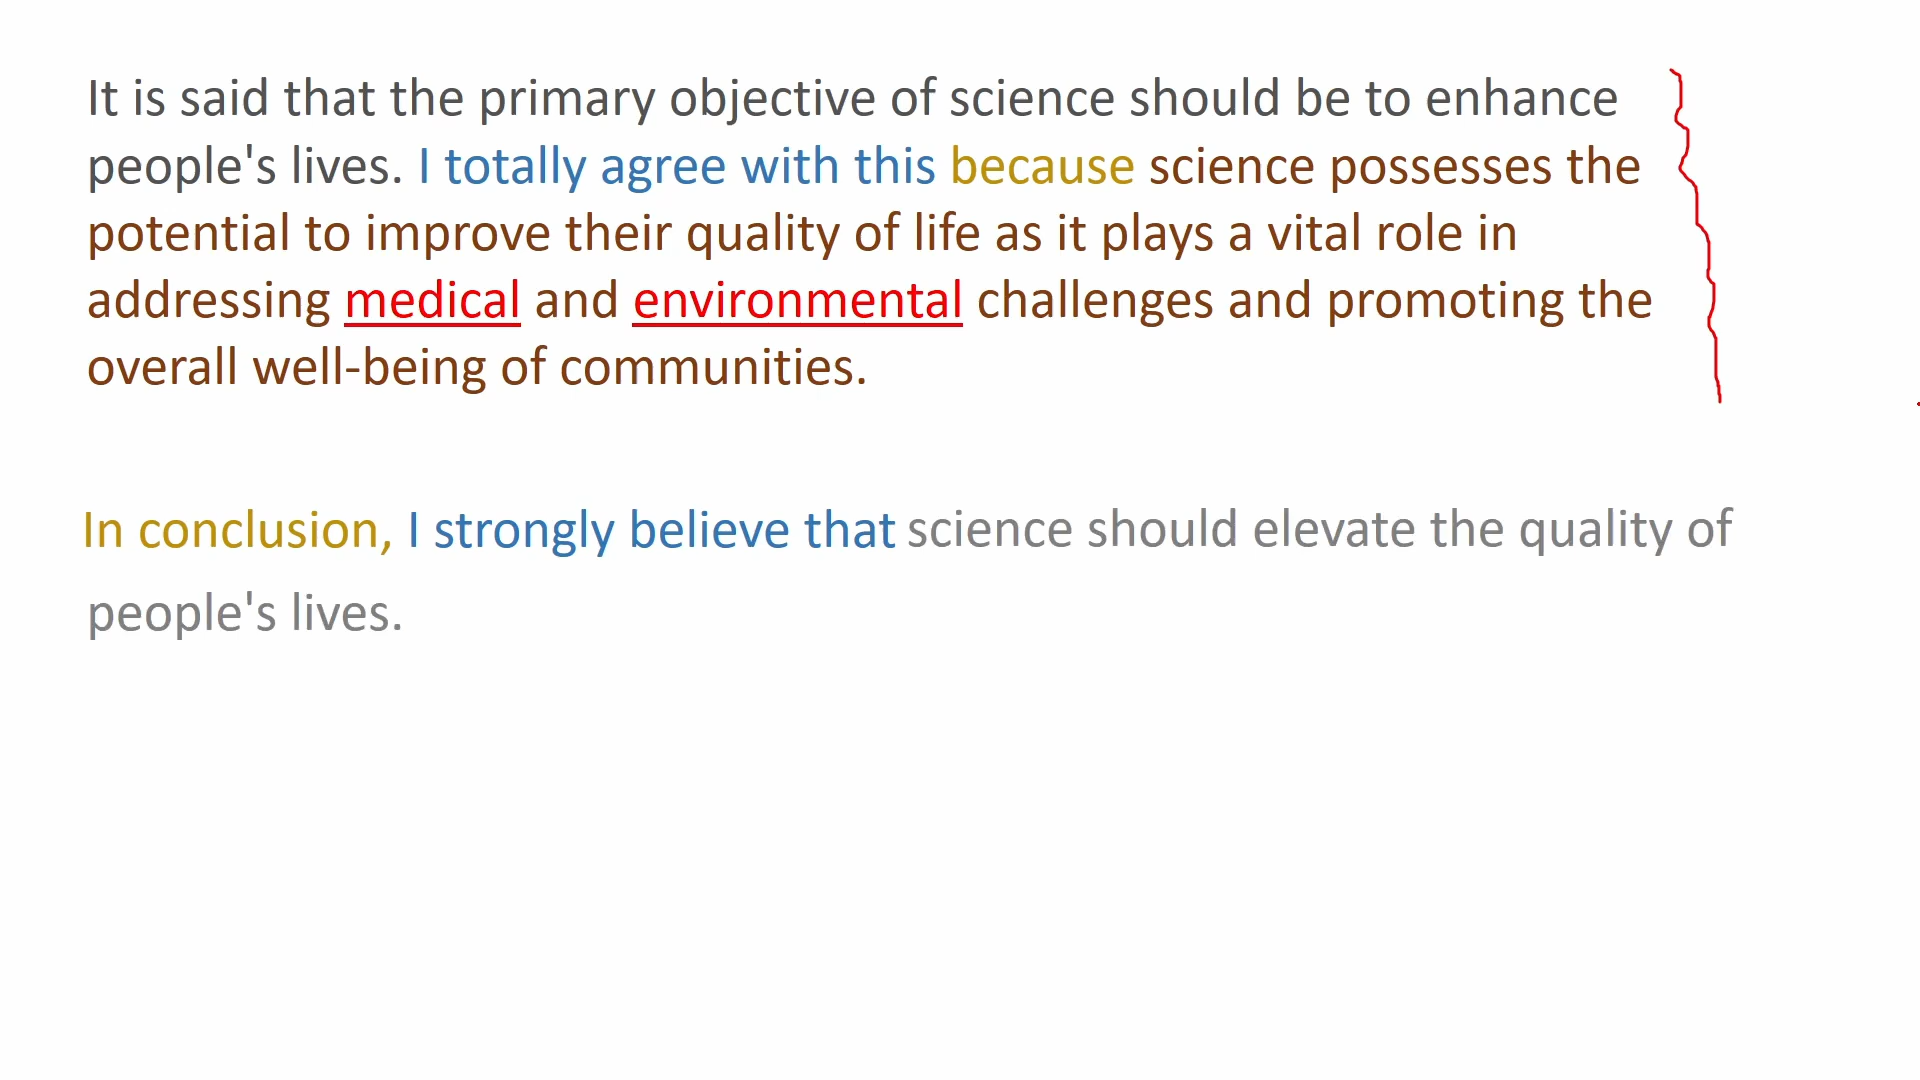 It is said that the primary objective of science should be to enhance
people's lives. I totally agree with this because science possesses the
potential to improve their quality of life as it plays a vital role in
addressing medical and environmental challenges and promoting the
overall well-being of communities.
In conclusion, I strongly believe that science should elevate the quality of
people's lives.